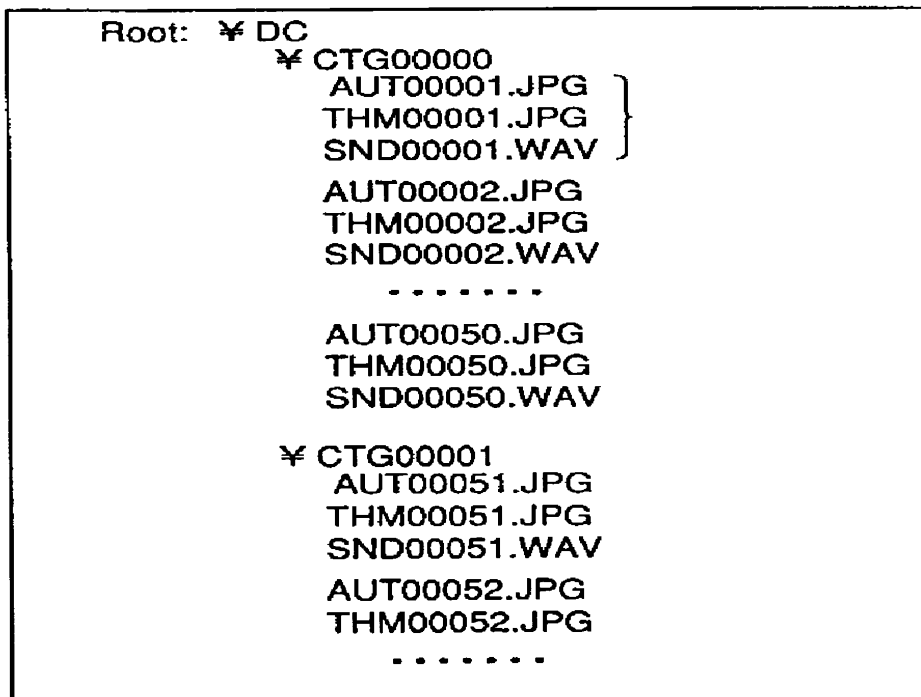 Root: ¥ DC
¥ CTG00000
AUT00001.JPG
THM00001.JPG
SND00001.WAV
AUT00002.JPG
THM00002.JPG
SND00002.WAV
- - - - - - -
AUT00050.JPG
THM00050.JPG
SND00050.WAV
¥ CTG00001
AUT00051.JPG
THM00051.JPG
SND00051.WAV
AUT00052.JPG
THM00052.JPG
- - - - - - -